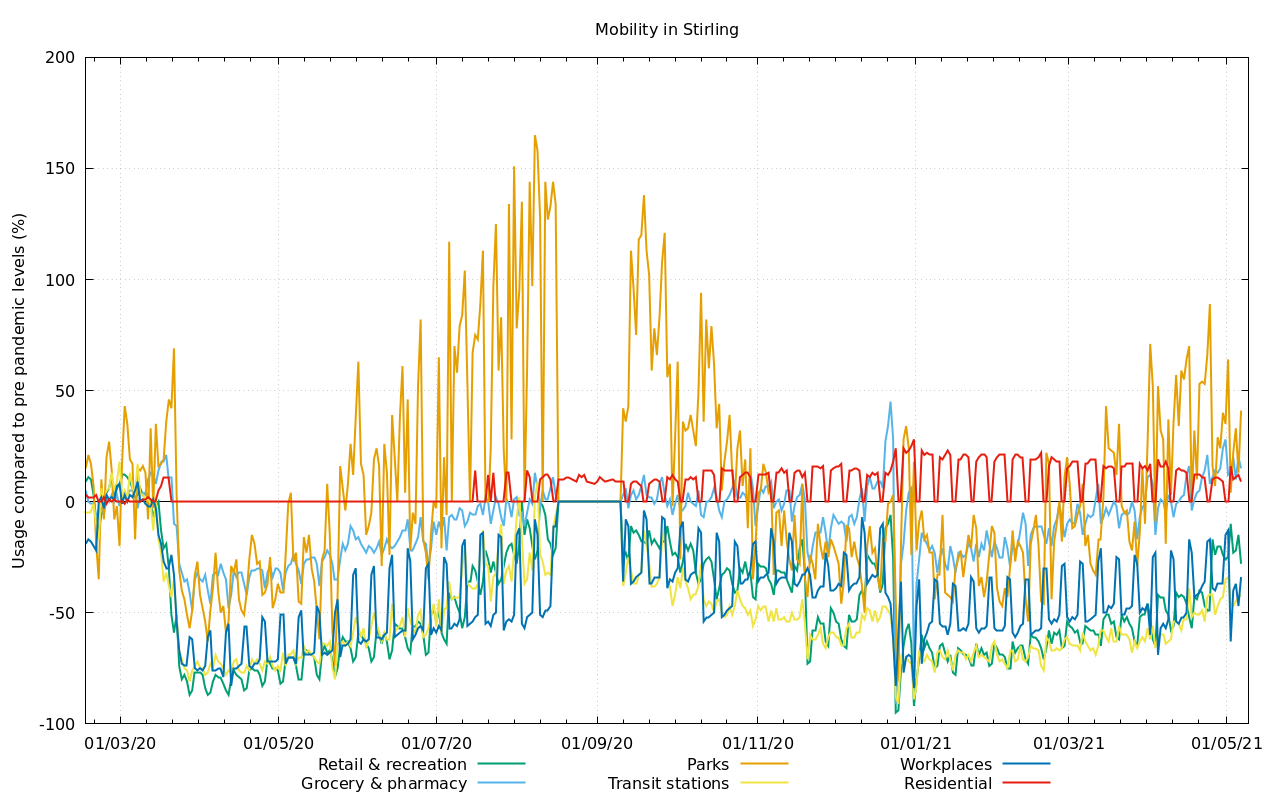 Mobility in Stirling
Usage compared to pre pandemic levels (%)
200
150
100
50
0
-50
-100
01/03/20 01/05/20 01/07/20 01/09/20 01/11/20 01/01/21 01/03/21 01/05/21
Retail & recreation Parks Workplaces
Grocery & pharmacy Transit stations Residential